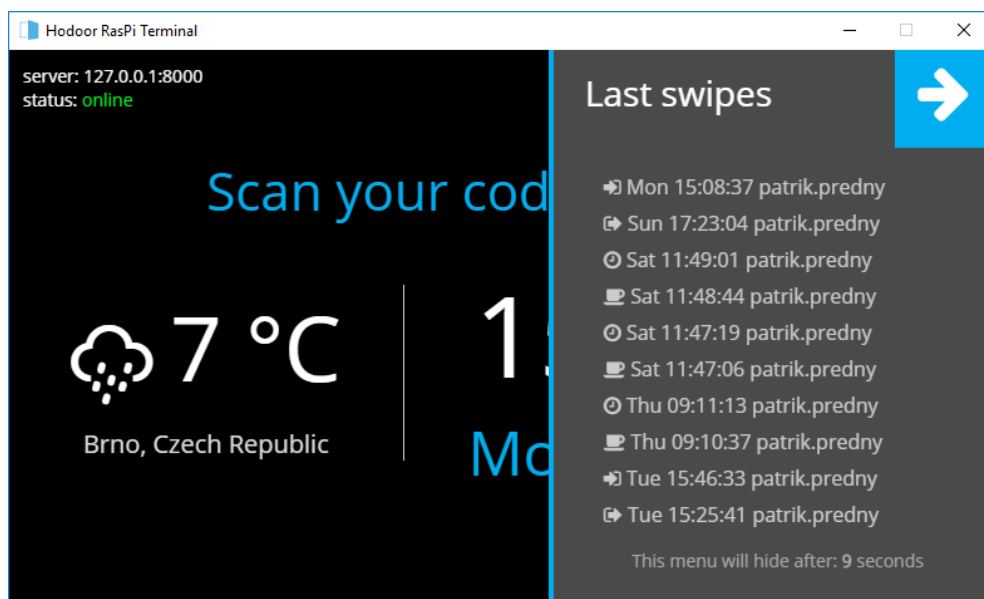 Hodoor RasPi Terminal
server: 127.0.0.1:8000
status: online
Scan your cod
7 °C
Brno, Czech Republic
1
Mo
Last swipes
Mon 15:08:37 patrik.predny
Sun 17:23:04 patrik.predny
Sat 11:49:01 patrik.predny
Sat 11:48:44 patrik.predny
Sat 11:47:19 patrik.predny
Sat 11:47:06 patrik.predny
Thu 09:11:13 patrik.predny
Thu 09:10:37 patrik.predny
Tue 15:46:33 patrik.predny
Tue 15:25:41 patrik.predny
This menu will hide after: 9 seconds